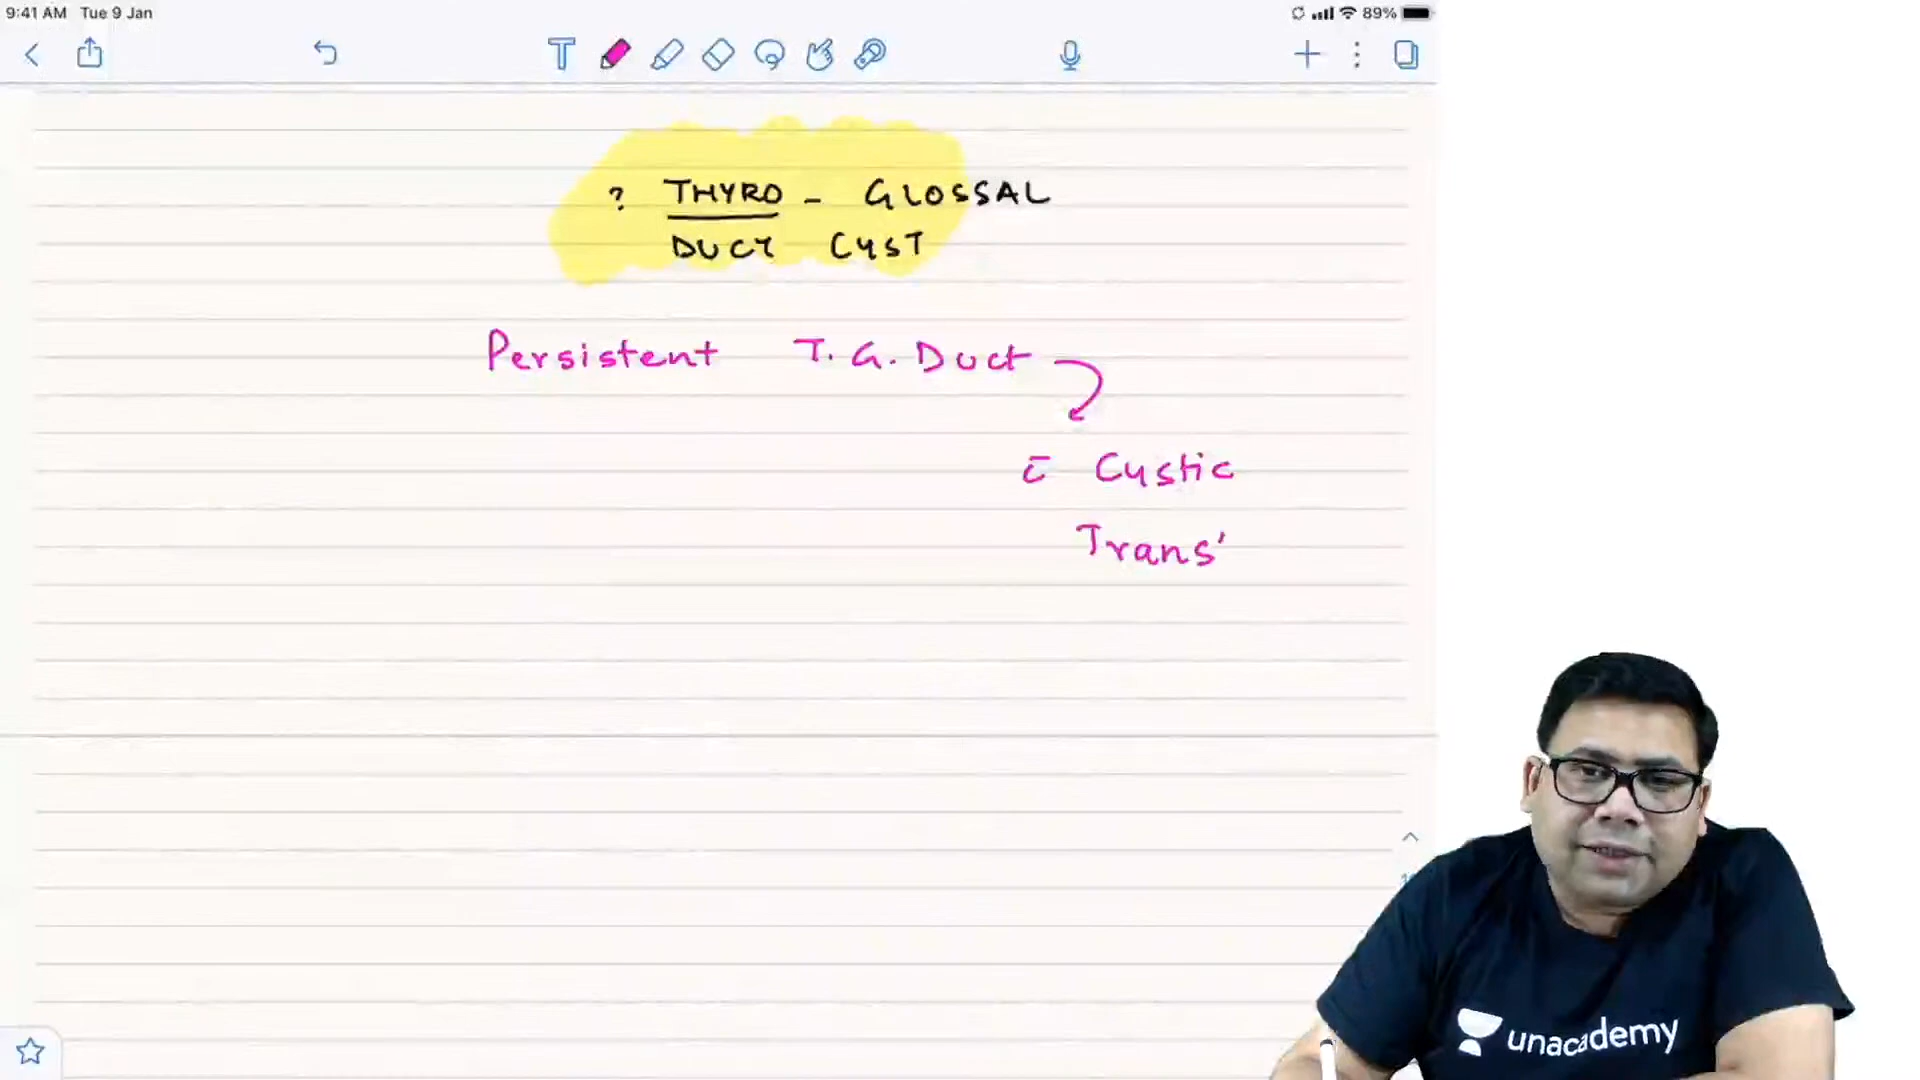 9:41 AM Tue 9 Jan
89%
? THYRO - GLOSSAL
DUCT CYST
Persistent T. G. Duct
c̄ Cystic
Trans'
unacademy